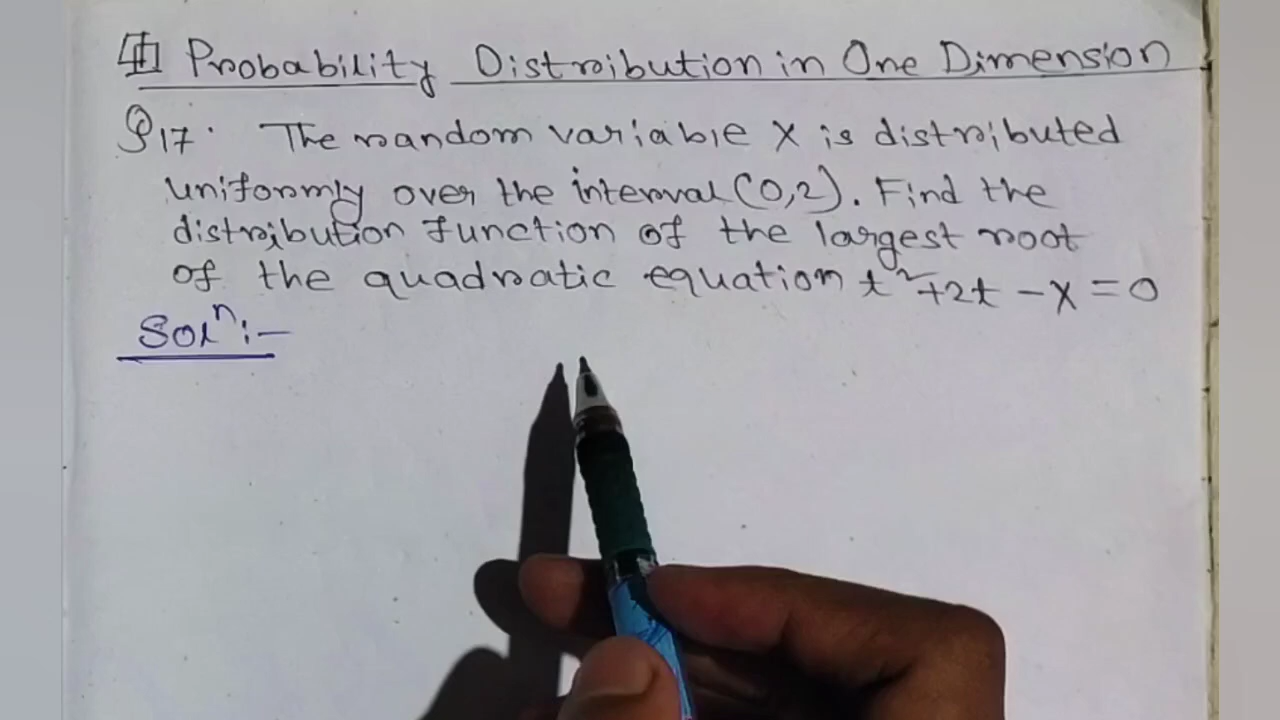 Probability Distribution in One Dimension
Q17. The random variable X is distributed
uniformly over the interval (0,2). Find the
distribution function of the largest root
of the quadratic equation t²+2t-X=0
Solⁿ:-